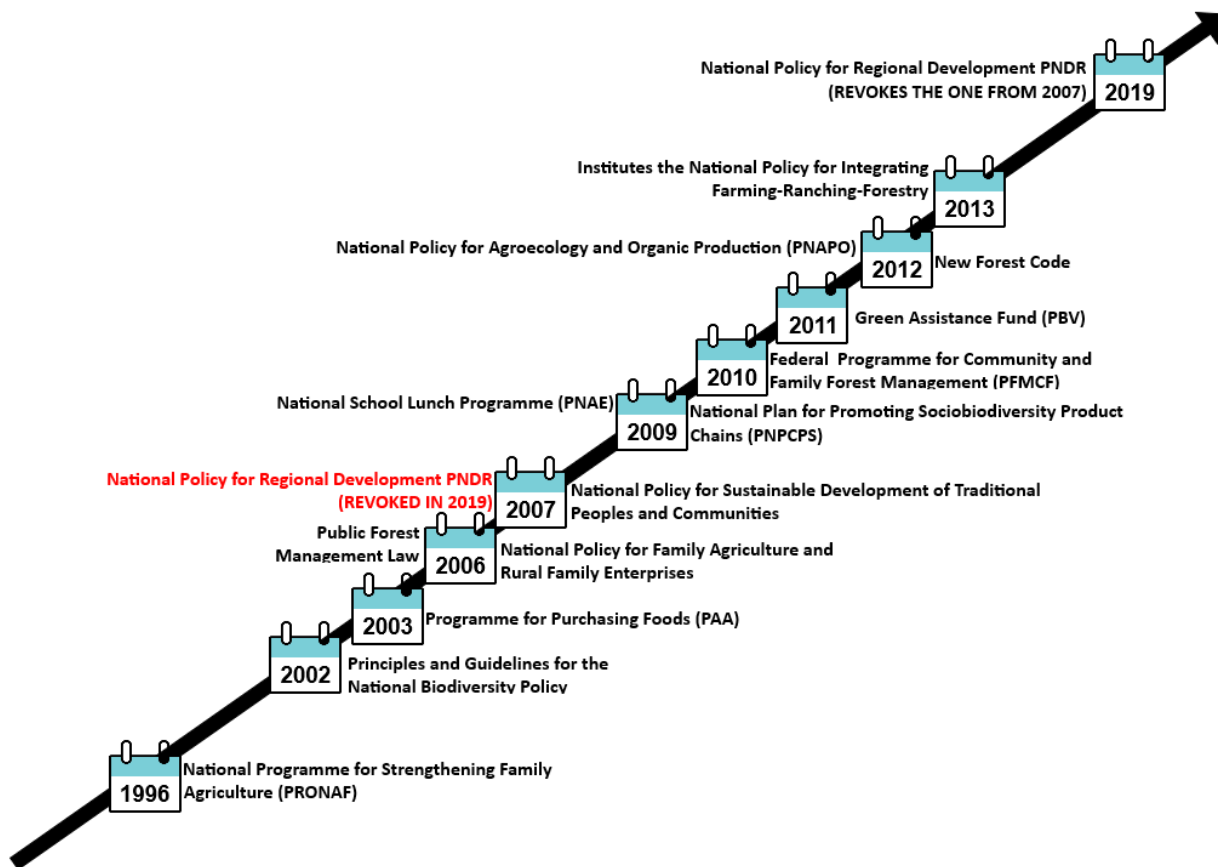 National Policy for Regional Development PNDR
(REVOKES THE ONE FROM 2007)
2019
Institutes the National Policy for Integrating
Farming-Ranching-Forestry
2013
National Policy for Agroecology and Organic Production (PNAPO)
2012
New Forest Code
2011
Green Assistance Fund (PBV)
2010
Federal Programme for Community and
Family Forest Management (PFMCF)
National School Lunch Programme (PNAE)
2009
National Plan for Promoting Sociobiodiversity Product
Chains (PNPCPS)
National Policy for Regional Development PNDR
(REVOKED IN 2019)
2007
National Policy for Sustainable Development of Traditional
Peoples and Communities
Public Forest
Management Law
2006
National Policy for Family Agriculture and
Rural Family Enterprises
2003
Programme for Purchasing Foods (PAA)
2002
Principles and Guidelines for the
National Biodiversity Policy
1996
National Programme for Strengthening Family
Agriculture (PRONAF)